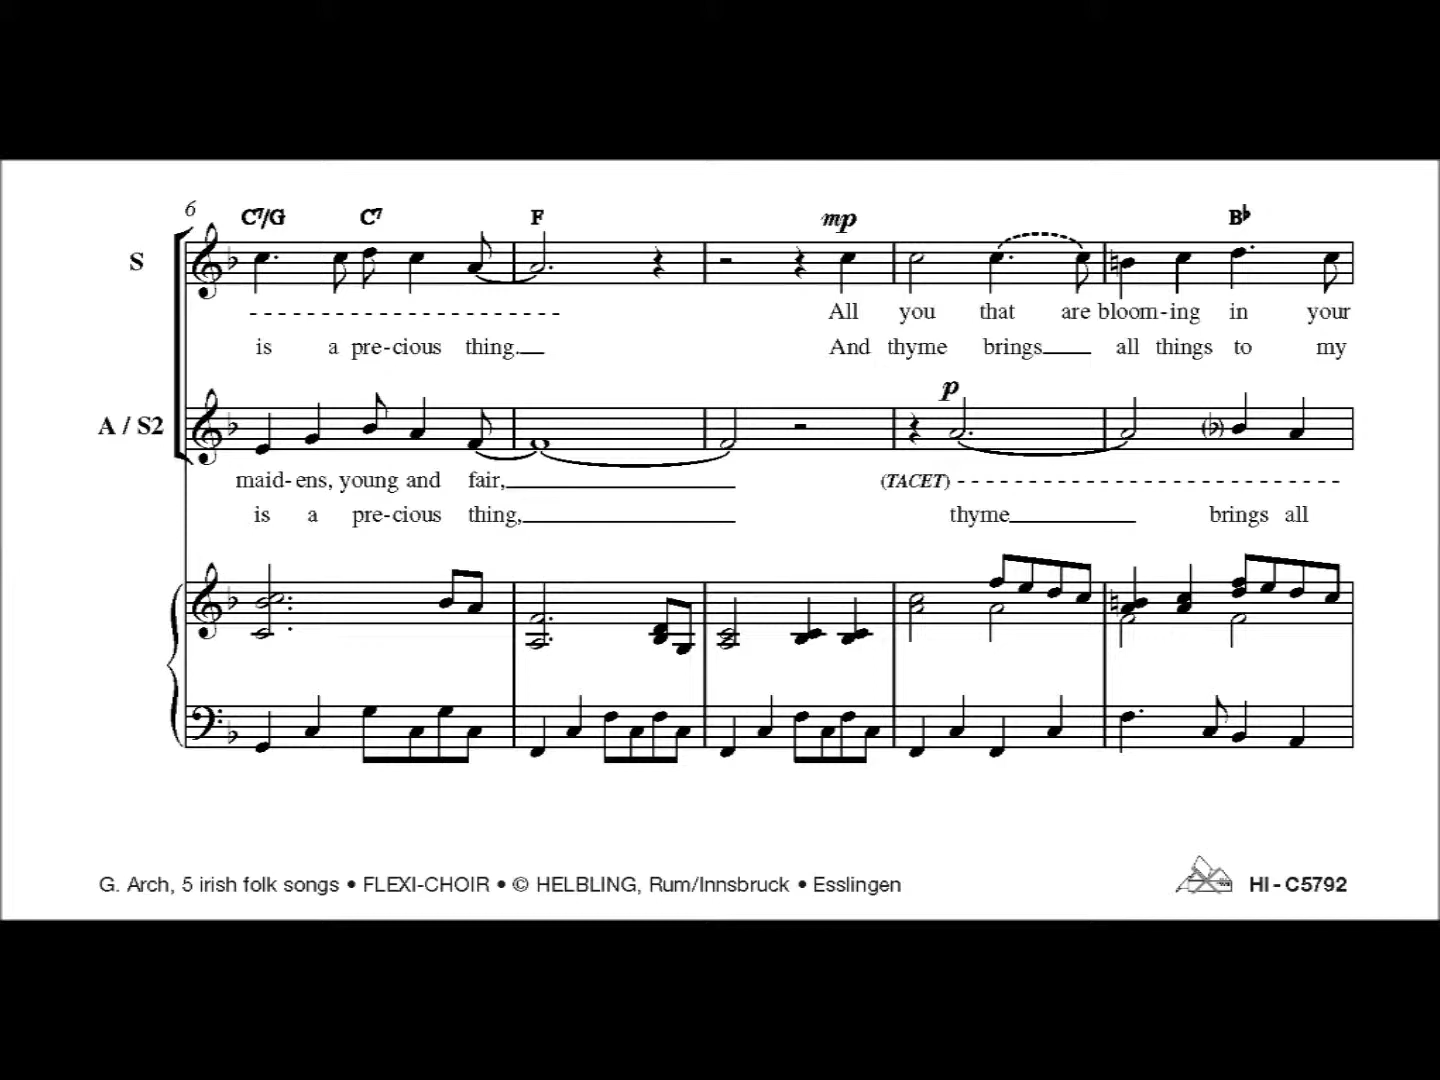 6 C7/G C7 F mp B♭
S
All you that are bloom-ing in your
is a pre-cious thing. And thyme brings all things to my
p
A / S2
maid-ens, young and fair, (TACET)
is a pre-cious thing, thyme brings all
G. Arch, 5 irish folk songs • FLEXI-CHOIR • © HELBLING, Rum/Innsbruck • Esslingen HI - C5792